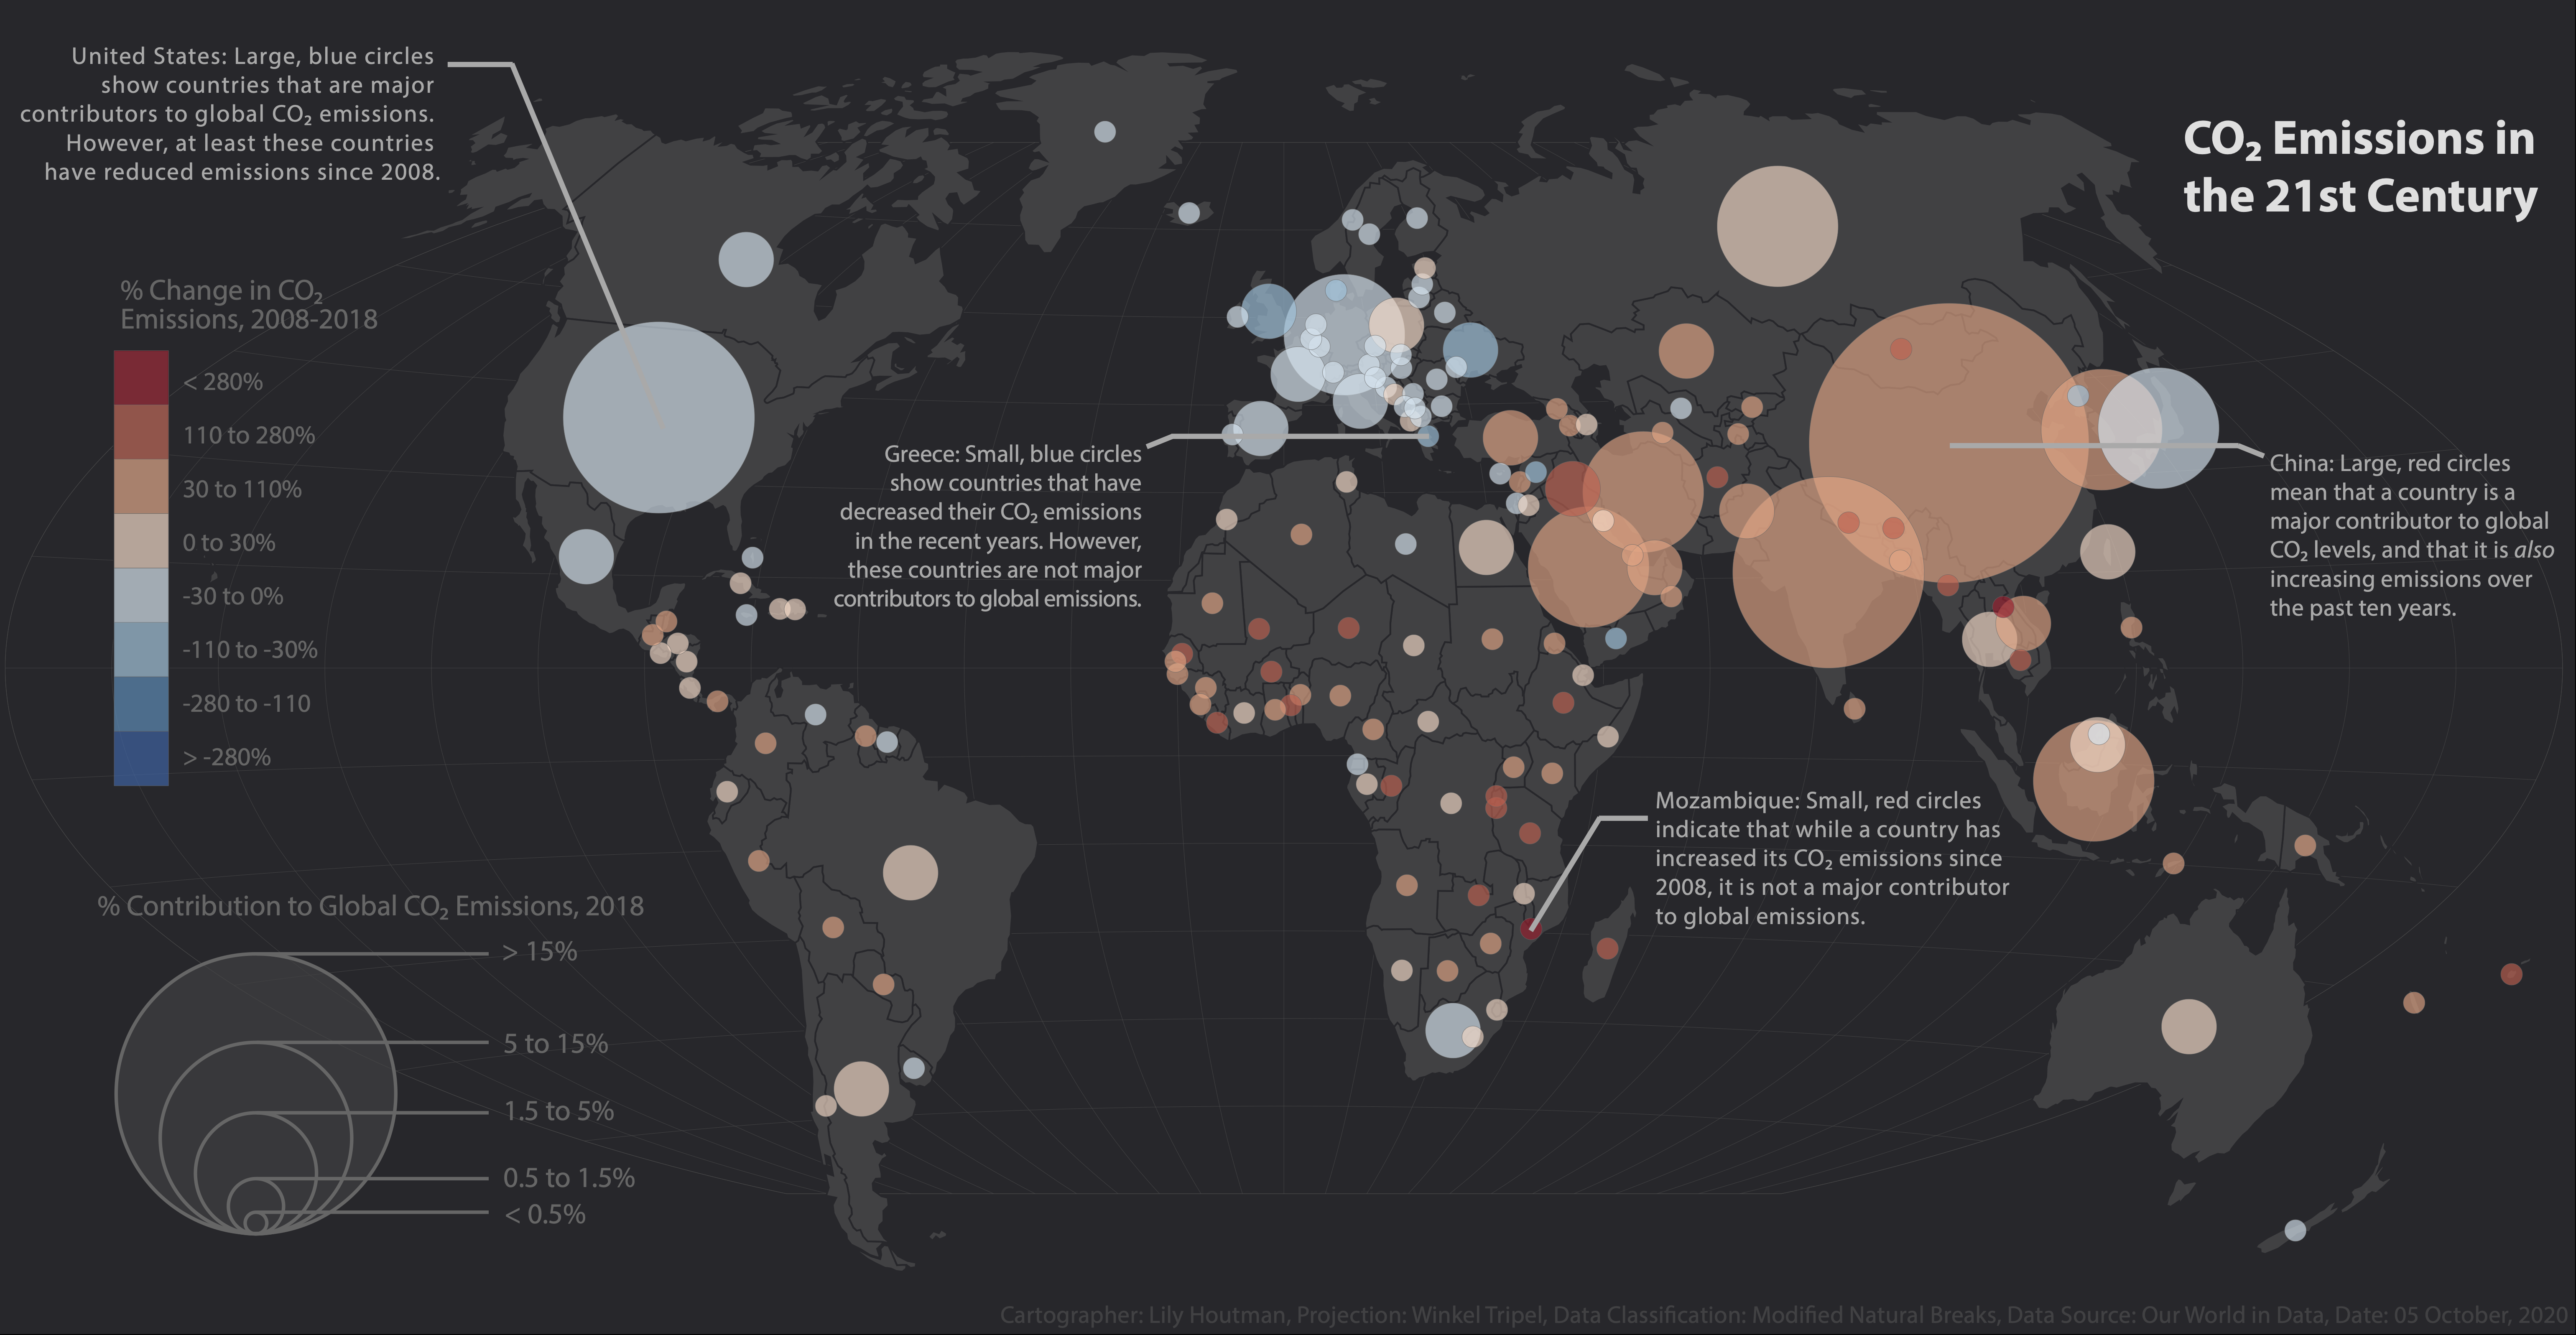 CO₂ Emissions in
the 21st Century
United States: Large, blue circles
show countries that are major
contributors to global CO₂ emissions.
However, at least these countries
have reduced emissions since 2008.
% Change in CO₂
Emissions, 2008-2018
< 280%
110 to 280%
30 to 110%
0 to 30%
-30 to 0%
-110 to -30%
-280 to -110
> -280%
Greece: Small, blue circles
show countries that have
decreased their CO₂ emissions
in the recent years. However,
these countries are not major
contributors to global emissions.
China: Large, red circles
mean that a country is a
major contributor to global
CO₂ levels, and that it is also
increasing emissions over
the past ten years.
Mozambique: Small, red circles
indicate that while a country has
increased its CO₂ emissions since
2008, it is not a major contributor
to global emissions.
% Contribution to Global CO₂ Emissions, 2018
> 15%
5 to 15%
1.5 to 5%
0.5 to 1.5%
< 0.5%
Cartographer: Lily Houtman, Projection: Winkel Tripel, Data Classification: Modified Natural Breaks, Data Source: Our World in Data, Date: 05 October, 2020